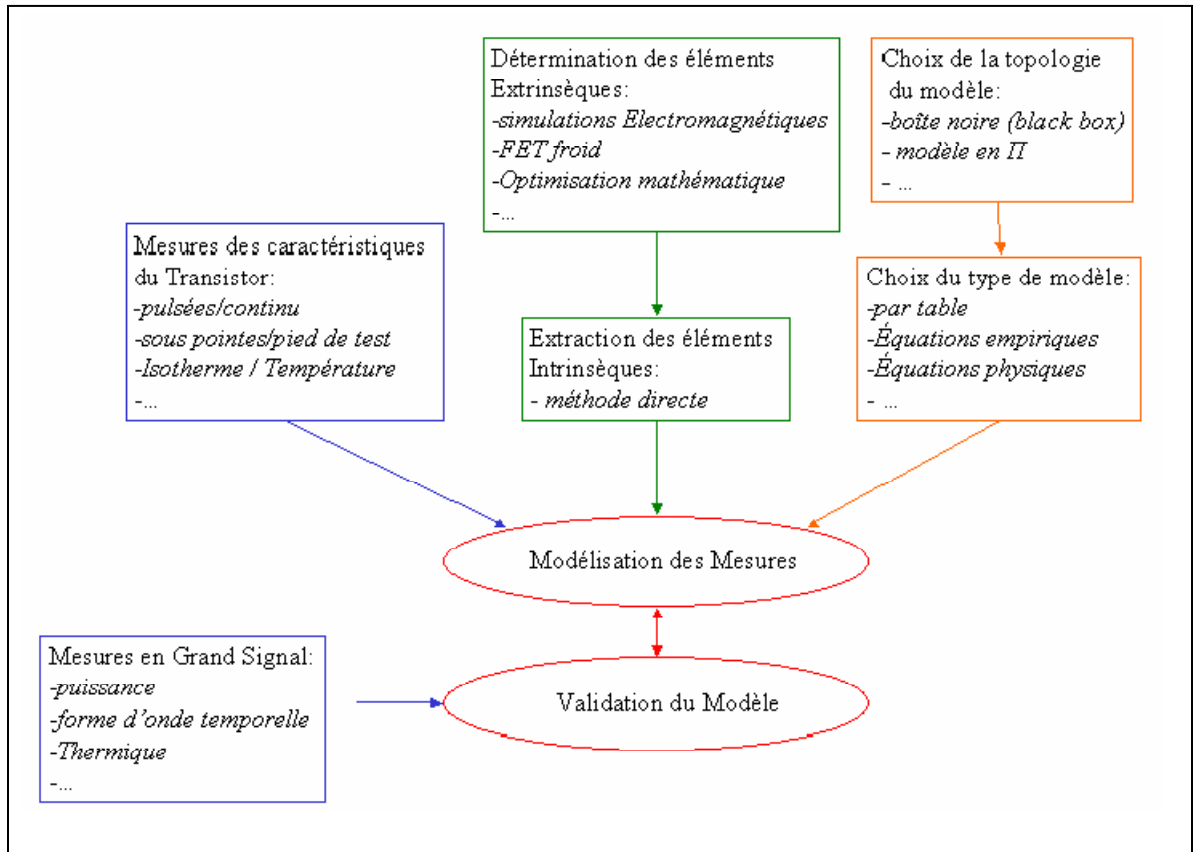 Détermination des éléments
Extrinsèques:
-simulations Electromagnétiques
-FET froid
-Optimisation mathématique
-...
Choix de la topologie
du modèle:
-boîte noire (black box)
- modèle en Π
- ...
Mesures des caractéristiques
du Transistor:
-pulsées/continu
-sous pointes/pied de test
-Isotherme / Température
-...
Extraction des éléments
Intrinsèques:
- méthode directe
Choix du type de modèle:
-par table
-Équations empiriques
-Équations physiques
- ...
Modélisation des Mesures
Mesures en Grand Signal:
-puissance
-forme d'onde temporelle
-Thermique
-...
Validation du Modèle